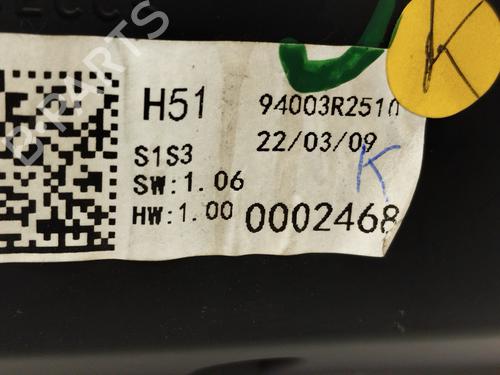 H51 94003R2510
S1S3 22/03/09
SW:1.06 K
HW:1.00 0002468
K
B-PARTS